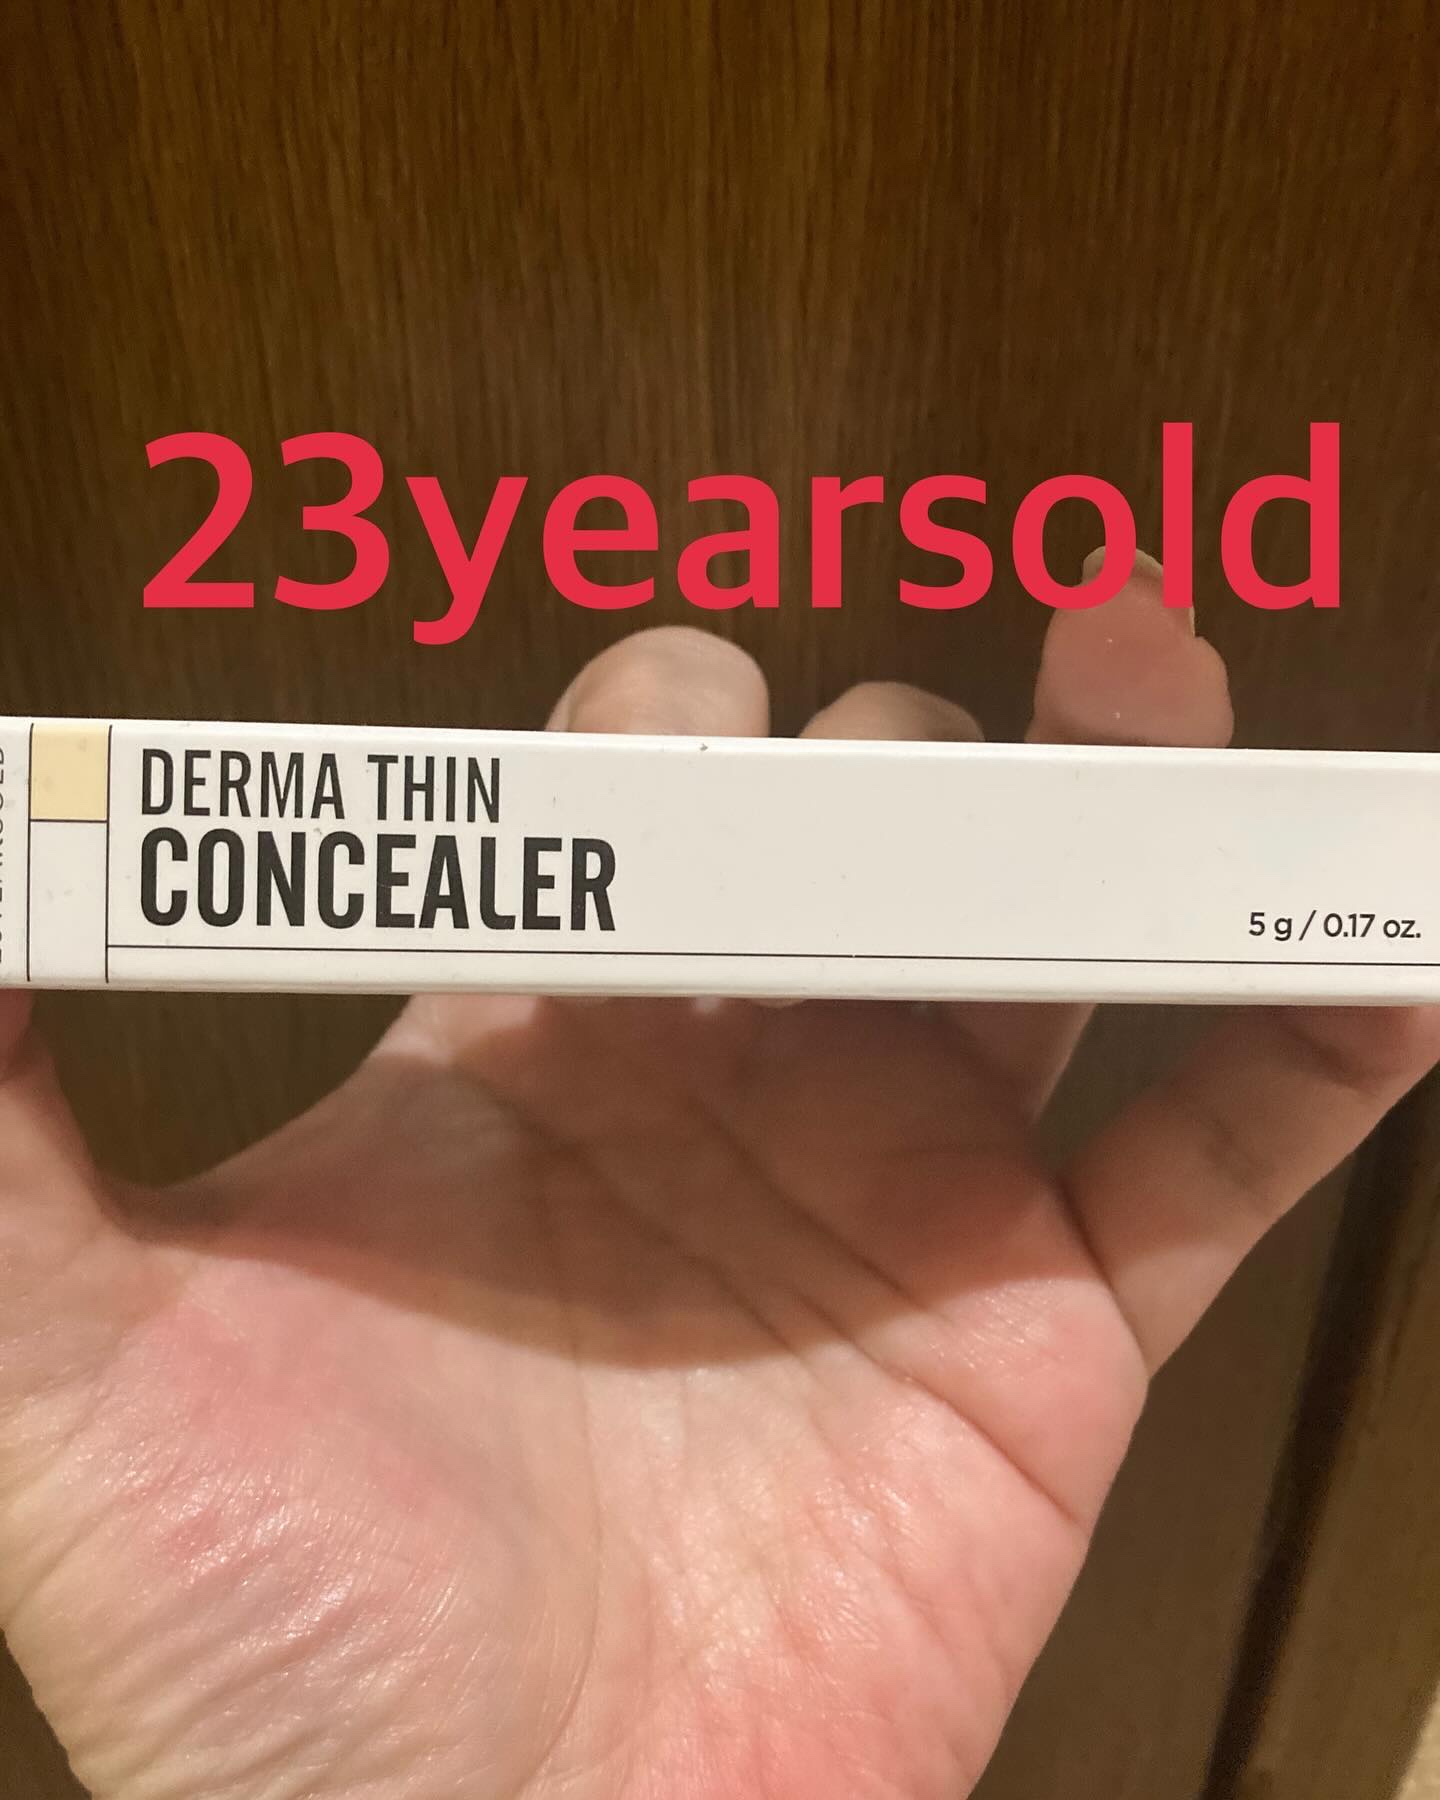 23yearsold
DERMA THIN
CONCEALER
5 g / 0.17 oz.